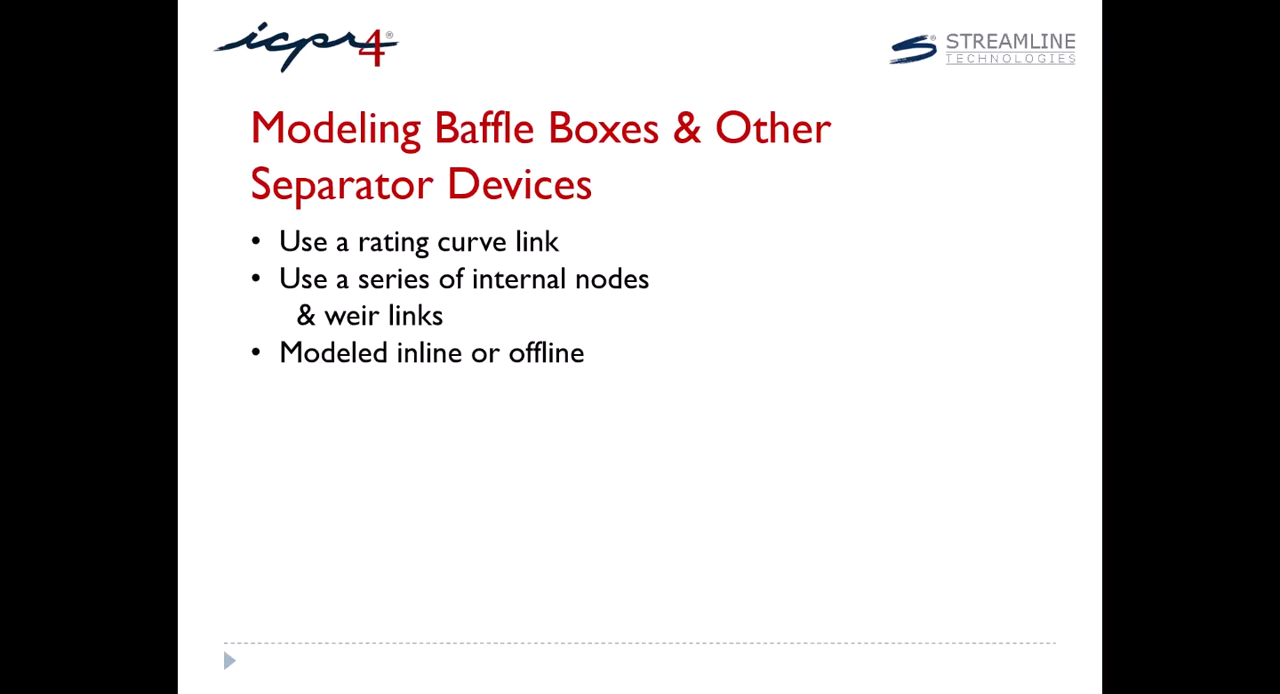 icpr4®
STREAMLINE
TECHNOLOGIES
Modeling Baffle Boxes & Other
Separator Devices
• Use a rating curve link
• Use a series of internal nodes
& weir links
• Modeled inline or offline